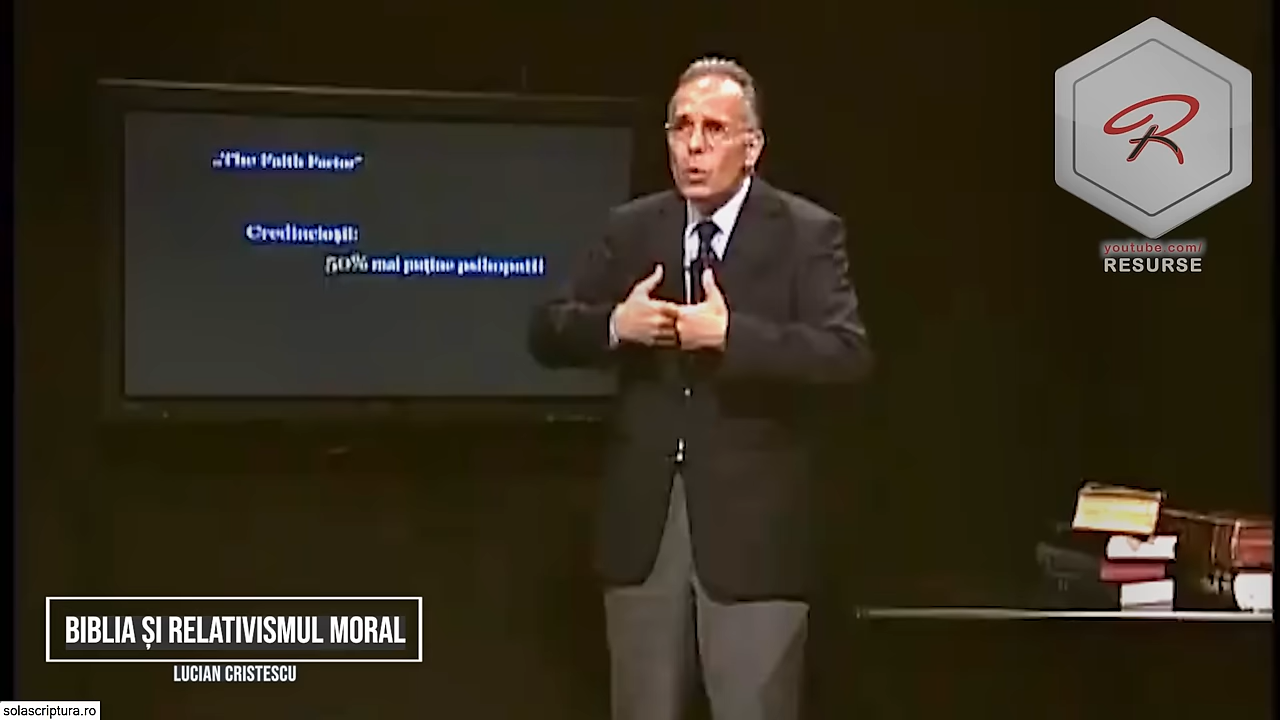 „The Faith Factor”
Credincioșii:
50% mai puține psihopatii
R
youtube.com/
RESURSE
BIBLIA ȘI RELATIVISMUL MORAL
LUCIAN CRISTESCU
solascriptura.ro